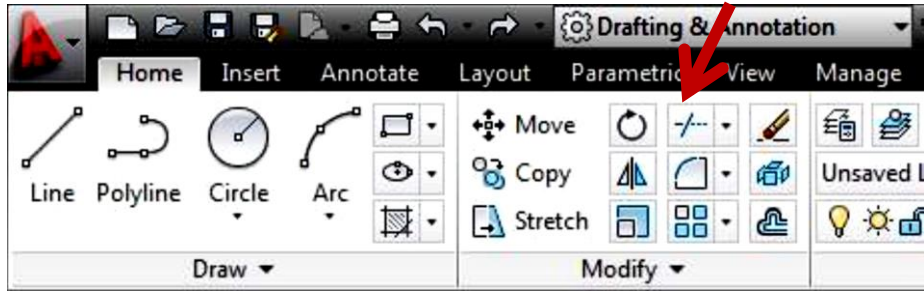 Drafting & Annotation
Home Insert Annotate Layout Parametric View Manage
Line Polyline Circle Arc
Move
Copy
Stretch
Unsaved L
Draw
Modify